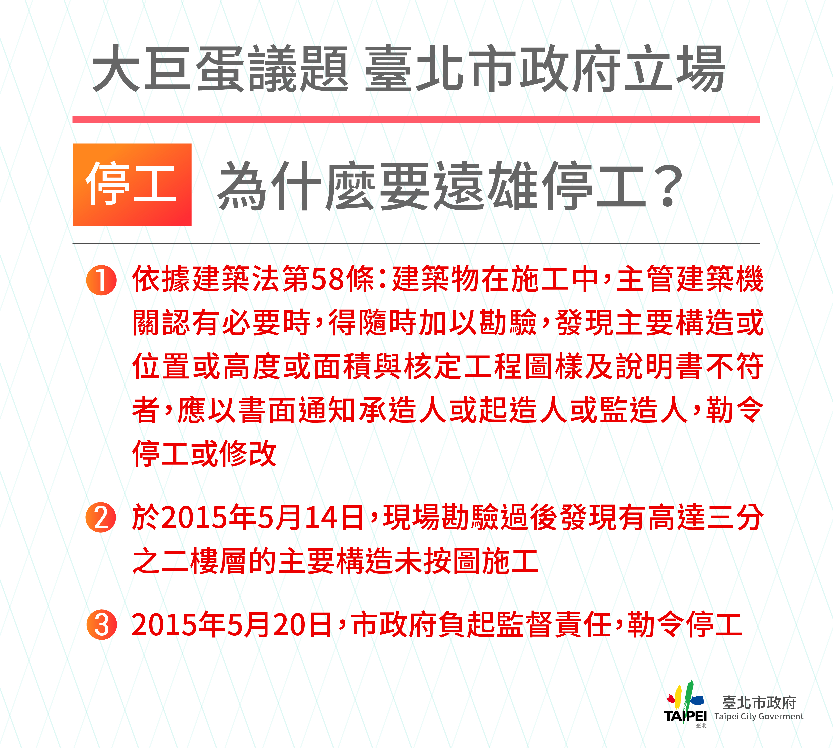 大巨蛋議題 臺北市政府立場
停工 為什麼要遠雄停工？
1 依據建築法第58條：建築物在施工中，主管建築機
關認有必要時，得隨時加以勘驗，發現主要構造或
位置或高度或面積與核定工程圖樣及說明書不符
者，應以書面通知承造人或起造人或監造人，勒令
停工或修改
2 於2015年5月14日，現場勘驗過後發現有高達三分
之二樓層的主要構造未按圖施工
3 2015年5月20日，市政府負起監督責任，勒令停工
臺北市政府
TAIPEI Taipei City Goverment
臺北